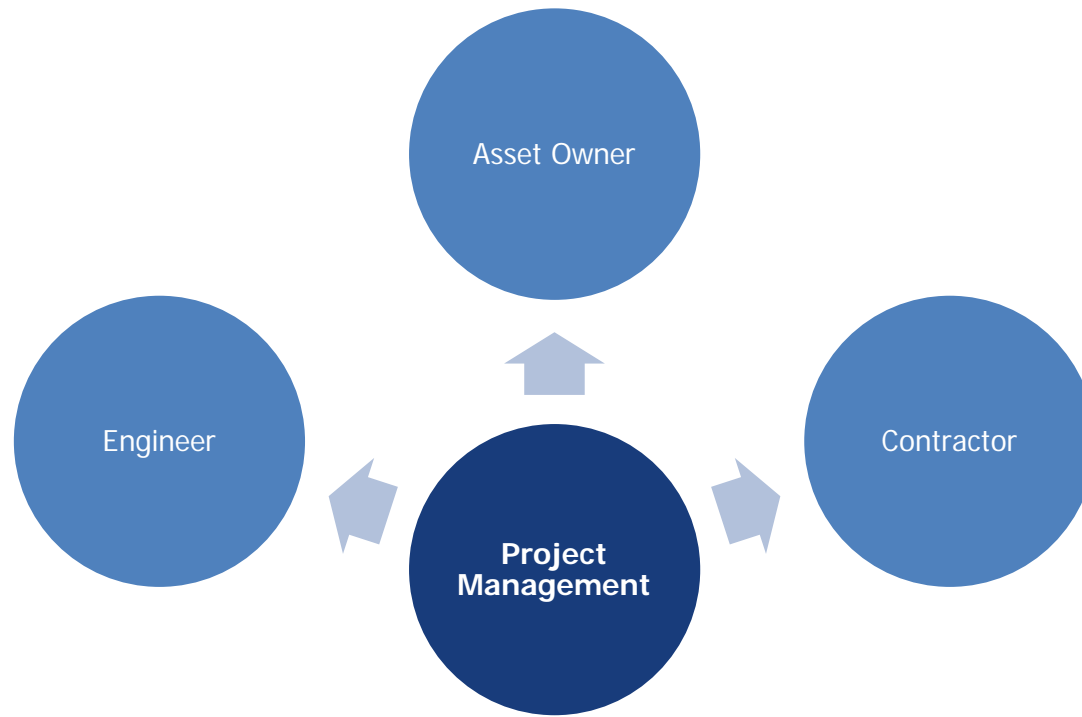 Asset Owner
Engineer
Contractor
Project
Management